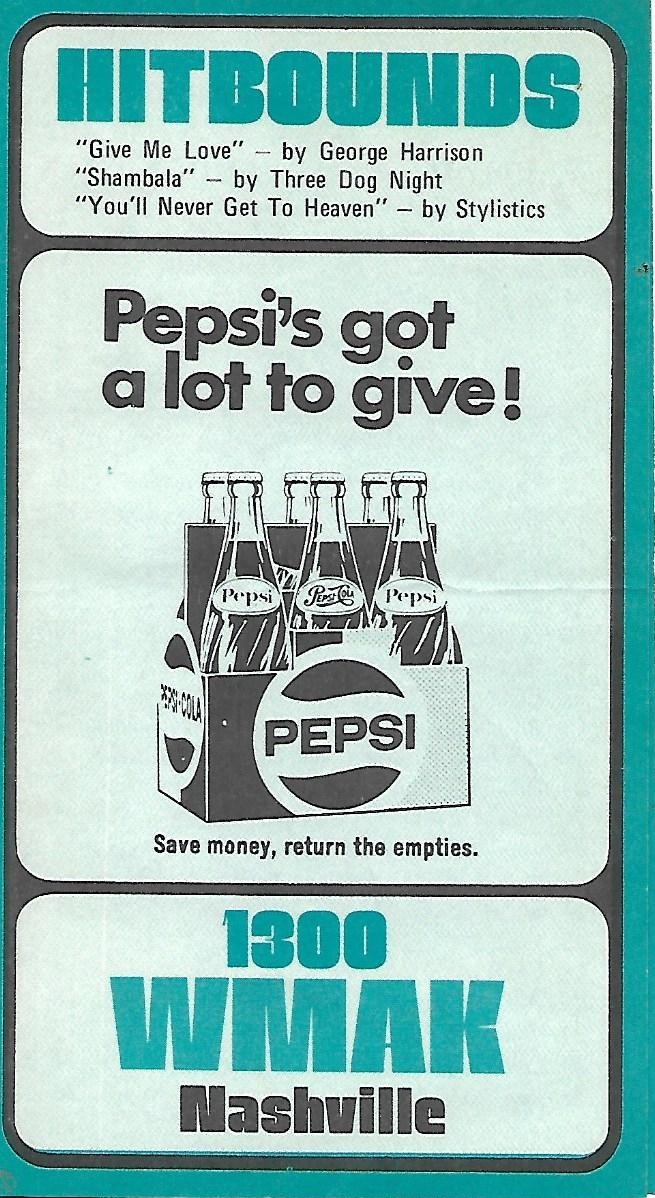 HITBOUNDS
"Give Me Love" — by George Harrison
"Shambala" — by Three Dog Night
"You'll Never Get To Heaven" — by Stylistics
Pepsi's got
a lot to give!
Pepsi
PEPSI-COLA
Pepsi
PEPSI-COLA
PEPSI
Save money, return the empties.
1300
WMAK
Nashville